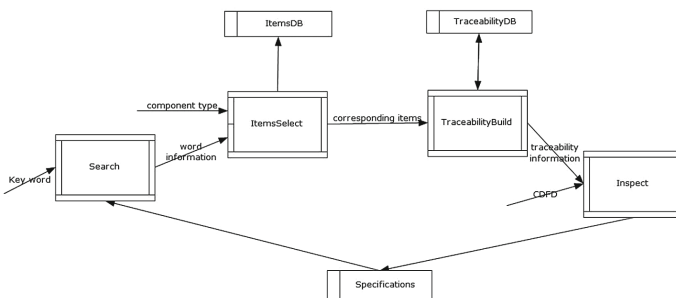 ItemsDB
TraceabilityDB
component type
ItemsSelect
corresponding items
TraceabilityBuild
word
information
traceability
information
Search
Key word
Inspect
CDFD
Specifications